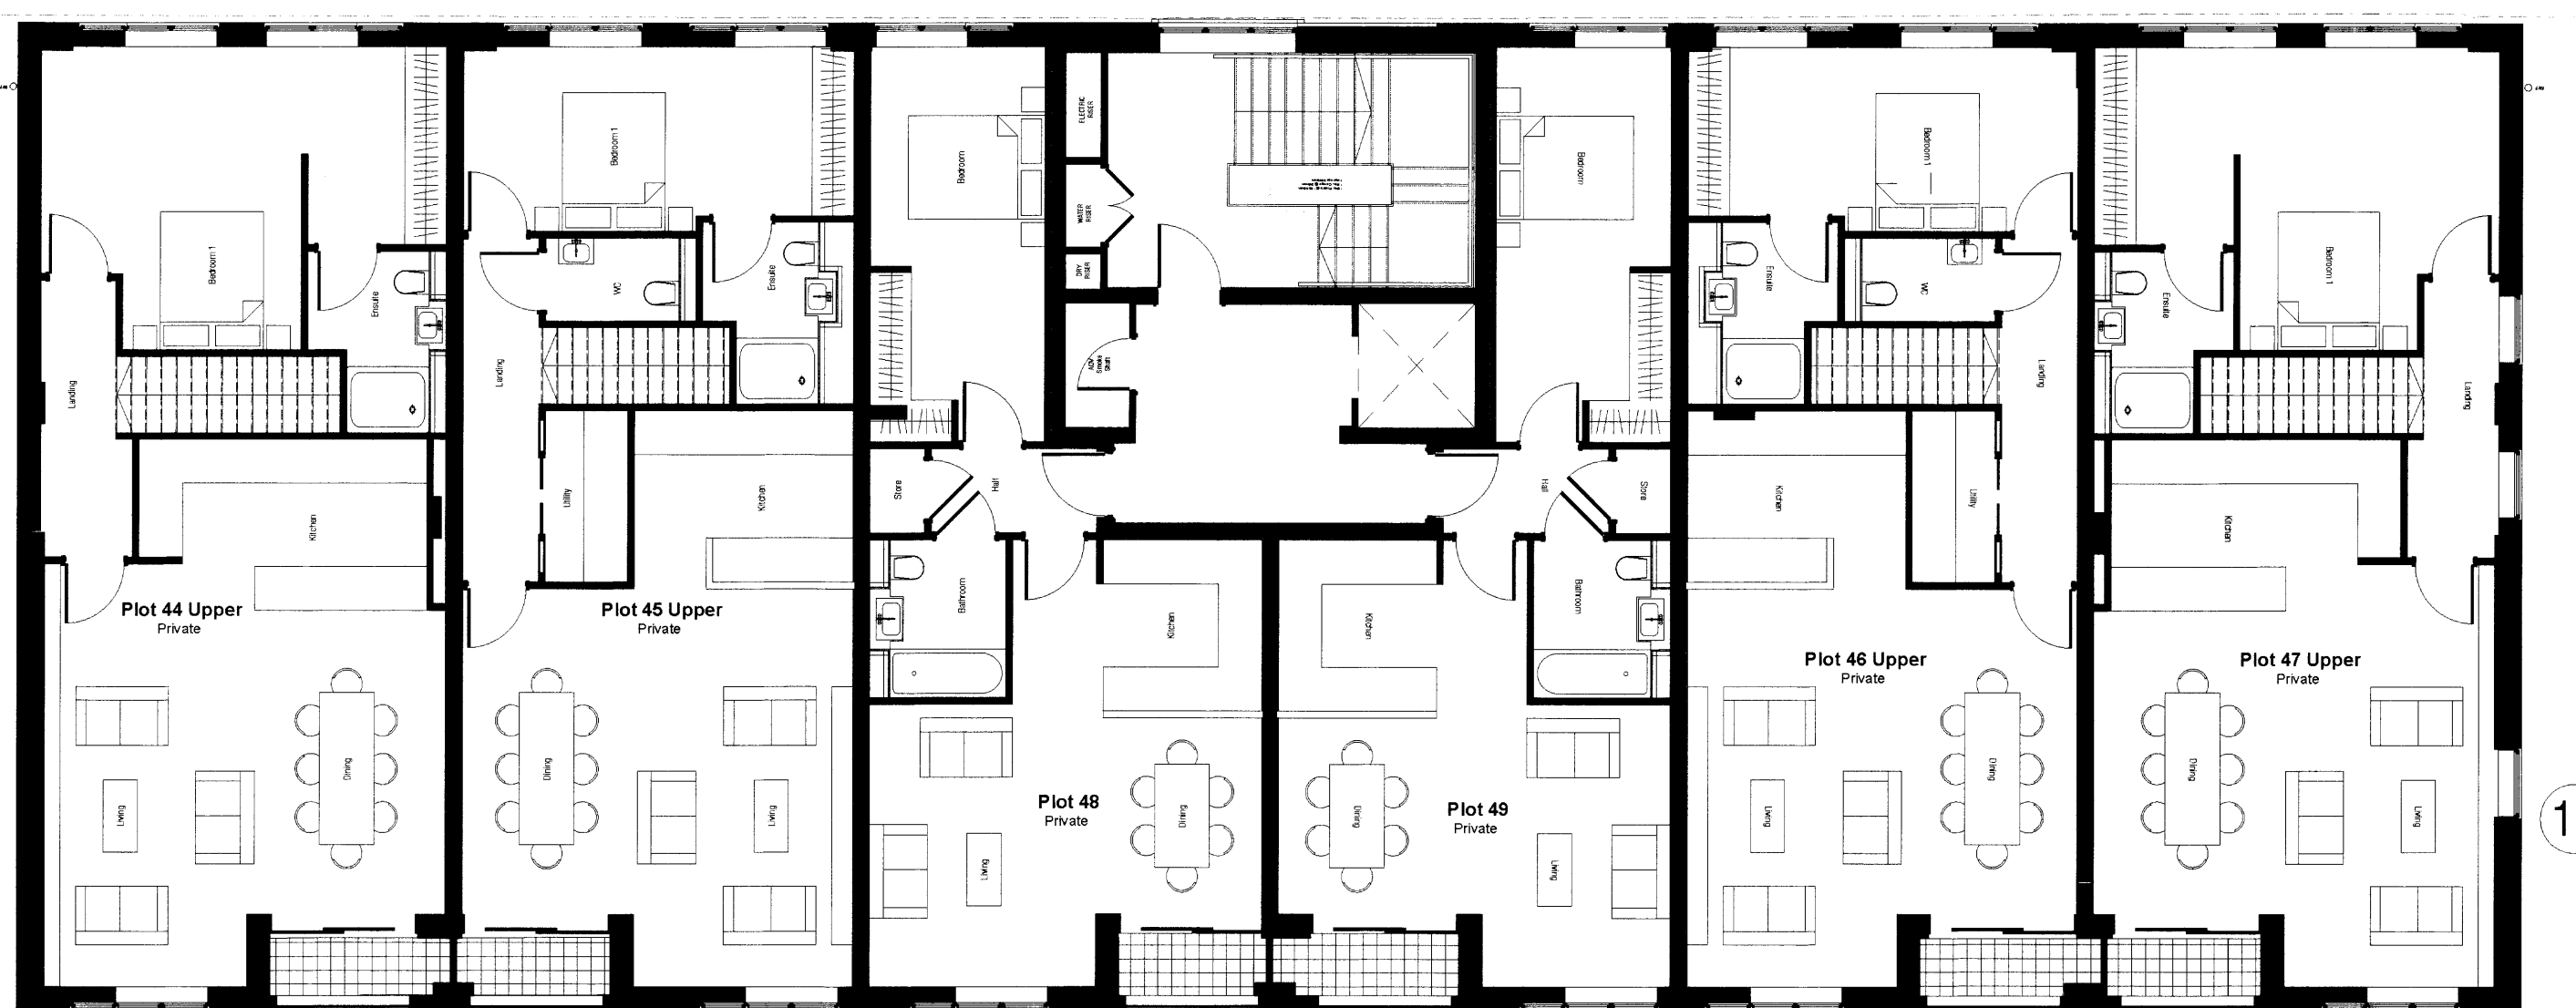 Bedroom 1
Ensuite
Landing
Kitchen
Plot 44 Upper
Private
Dining
Living
Bedroom 1
WC
Ensuite
Landing
Utility
Kitchen
Plot 45 Upper
Private
Dining
Living
Bedroom
Store
Hall
Bathroom
Kitchen
Plot 48
Private
Dining
Living
ELECTRIC
RISER
WATER
RISER
DRY
RISER
AOV
Smoke
Shaft
Bedroom
Hall
Store
Bathroom
Kitchen
Plot 49
Private
Dining
Living
Bedroom 1
Ensuite
WC
Landing
Kitchen
Utility
Plot 46 Upper
Private
Dining
Living
Bedroom 1
Ensuite
Landing
Kitchen
Plot 47 Upper
Private
Dining
Living
1